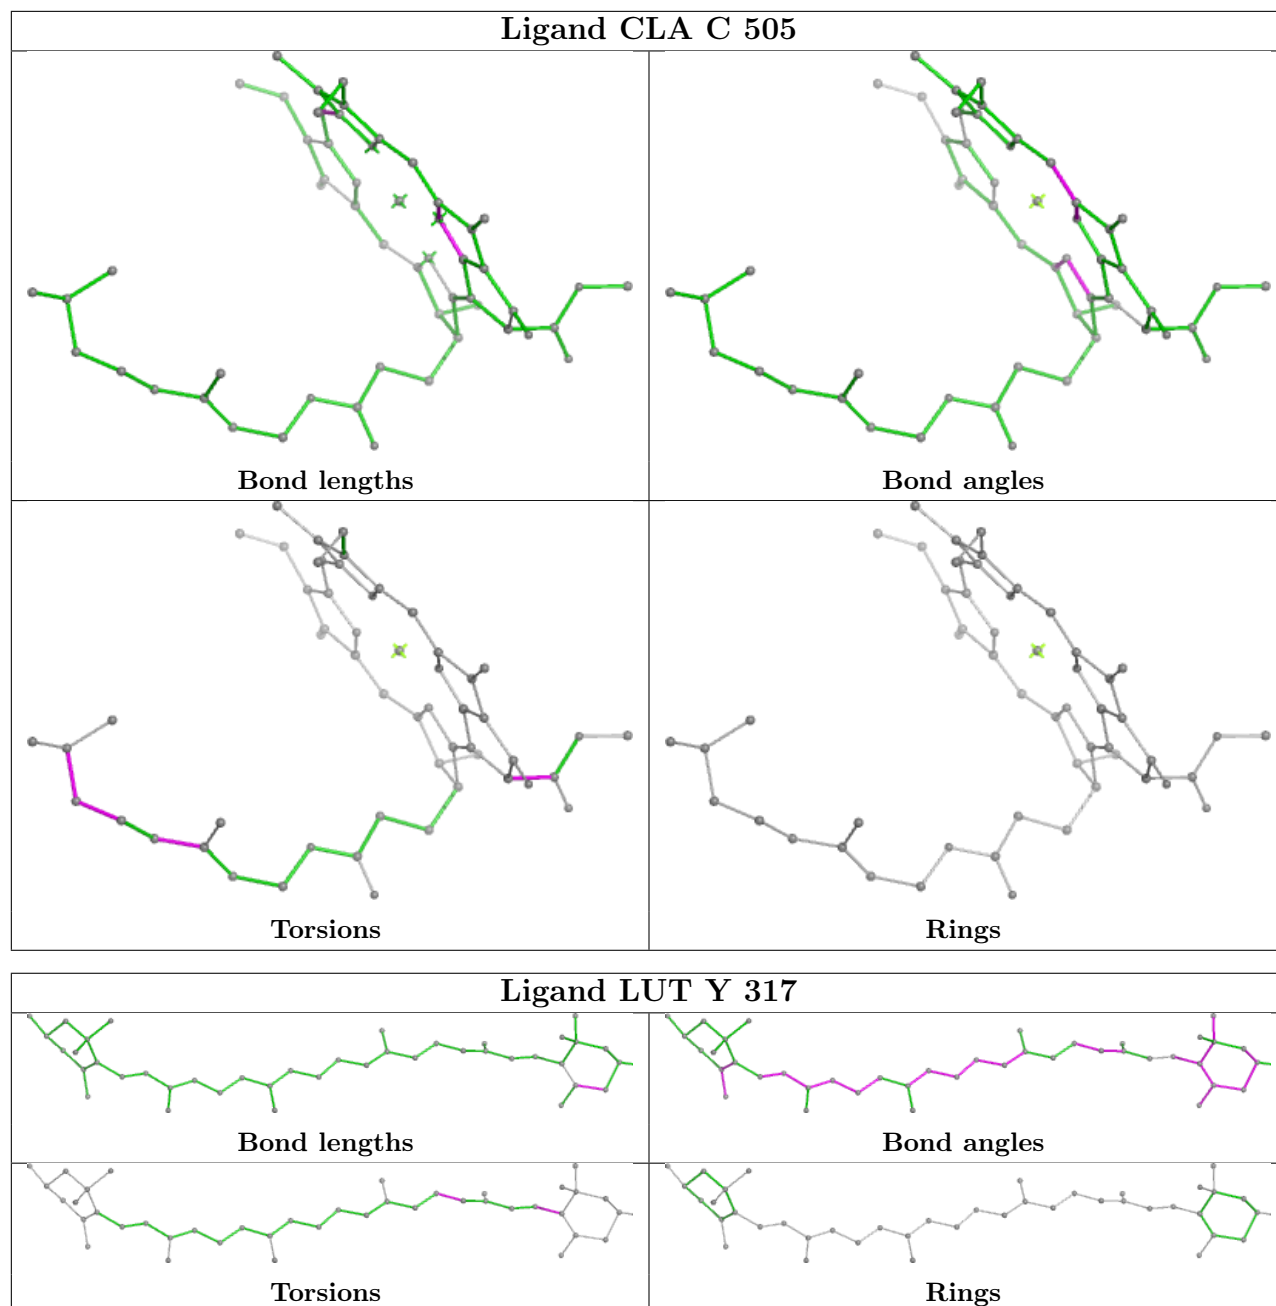 Ligand CLA C 505
Bond lengths
Bond angles
Torsions
Rings
Ligand LUT Y 317
Bond lengths
Bond angles
Torsions
Rings